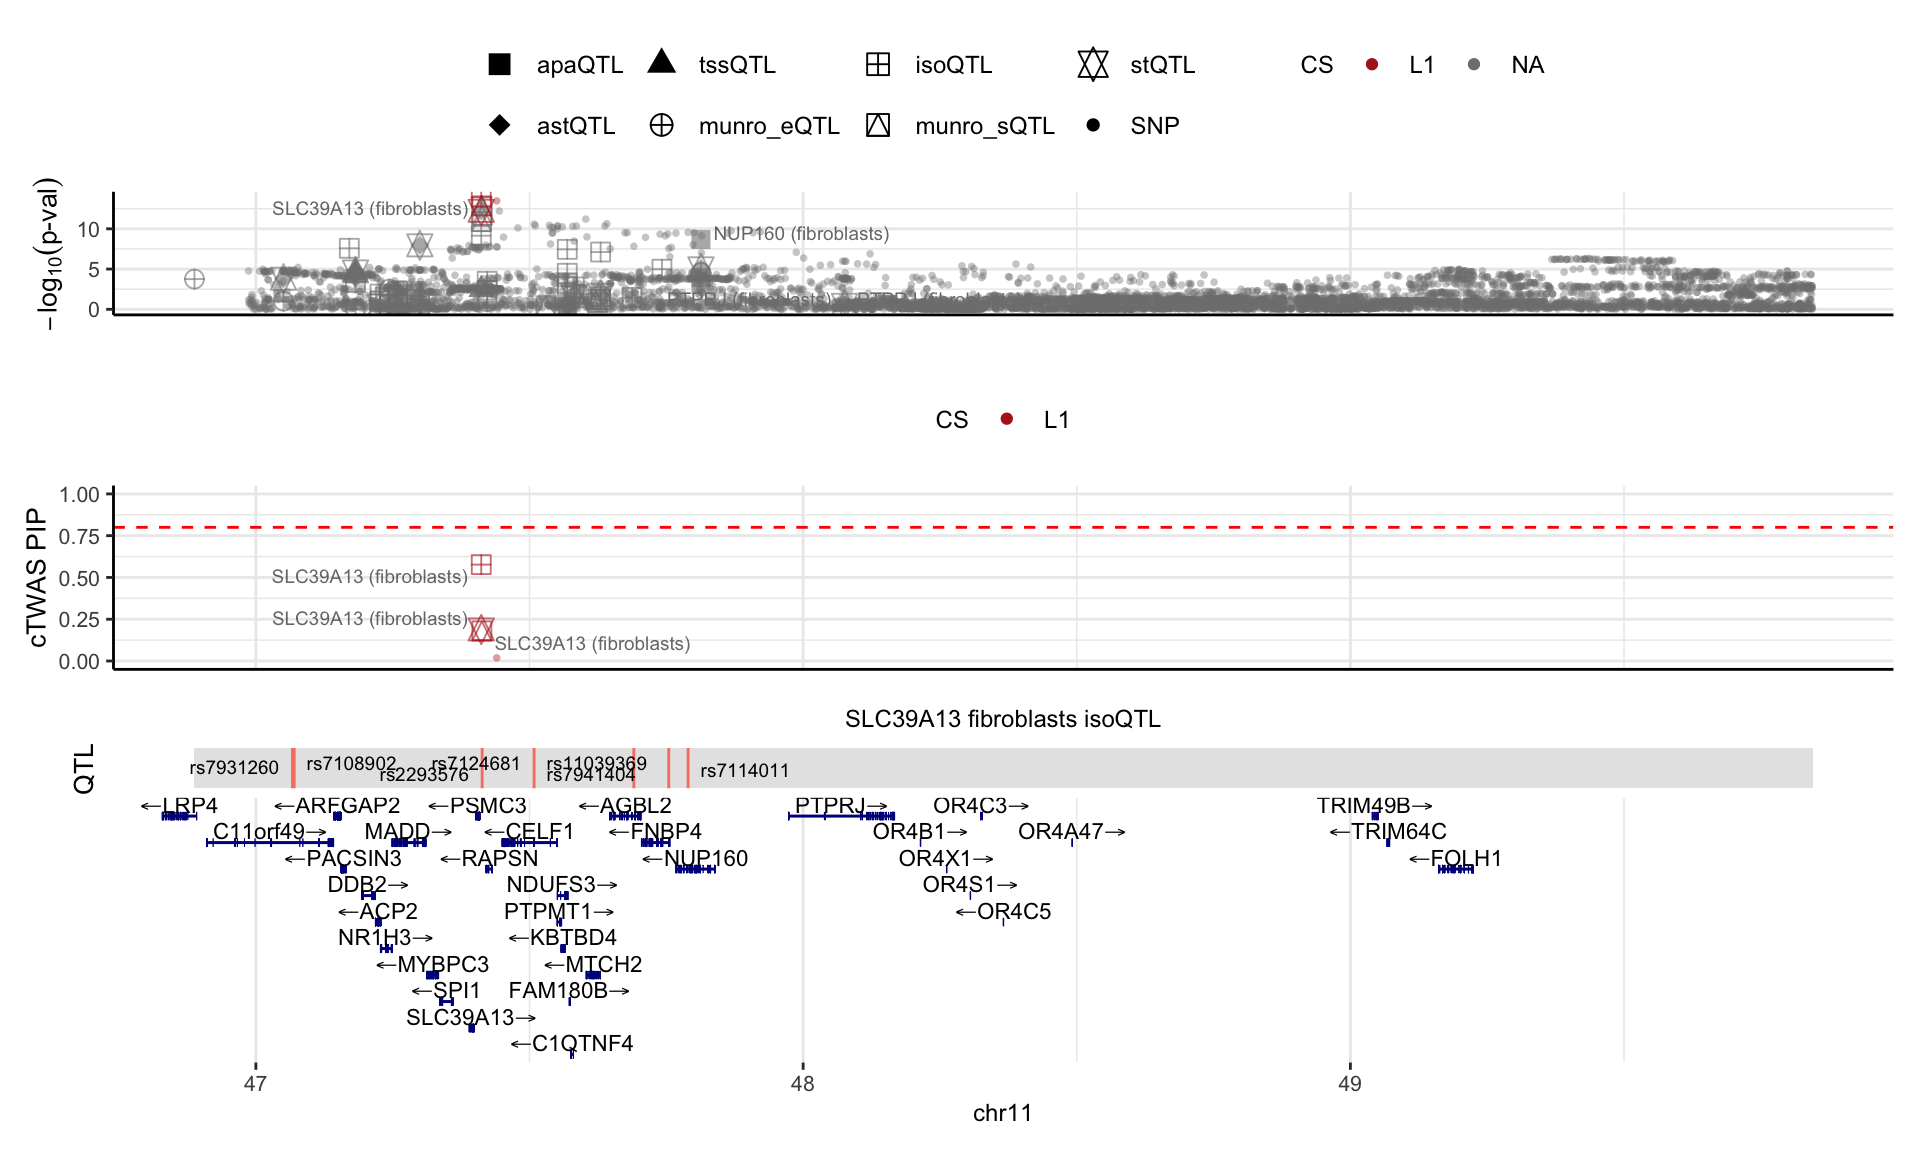 apaQTL tssQTL isoQTL stQTL CS L1 NA
astQTL munro_eQTL munro_sQTL SNP
−log10(p-val)
10
5
0
SLC39A13 (fibroblasts)
NUP160 (fibroblasts)
PTPRJ (fibroblasts)
CS L1
cTWAS PIP
1.00
0.75
0.50
0.25
0.00
SLC39A13 (fibroblasts)
SLC39A13 (fibroblasts)
SLC39A13 (fibroblasts)
SLC39A13 fibroblasts isoQTL
QTL
rs7931260 rs7108902 rs7124681 rs11039369 rs7114011
rs2293576 rs7941404
←LRP4 ←ARFGAP2 ←PSMC3 ←AGBL2 PTPRJ→ OR4C3→ TRIM49B→
C11orf49→ MADD→ ←CELF1 ←FNBP4 OR4B1→ OR4A47→ ←TRIM64C
←PACSIN3 ←RAPSN ←NUP160 OR4X1→ ←FOLH1
DDB2→ NDUFS3→ OR4S1→
←ACP2 PTPMT1→ ←OR4C5
NR1H3→ ←KBTBD4
←MYBPC3 ←MTCH2
←SPI1 FAM180B→
SLC39A13→
←C1QTNF4
47 48 49
chr11